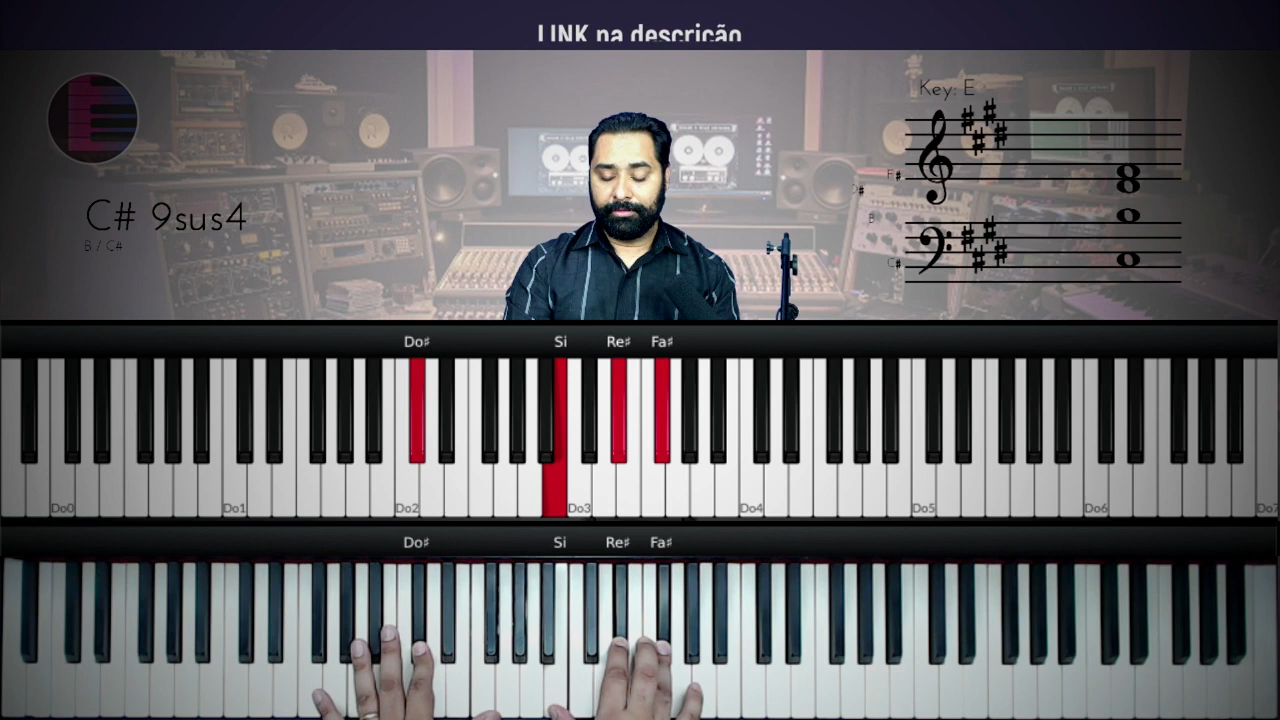 LINK na descrição
Key: E
F#
D#
C# 9sus4
B
B / C#
C#
Do♯ Si Re♯ Fa♯
Do0 Do1 Do2 Do3 Do4 Do5 Do6 Do7
Do♯ Si Re♯ Fa♯